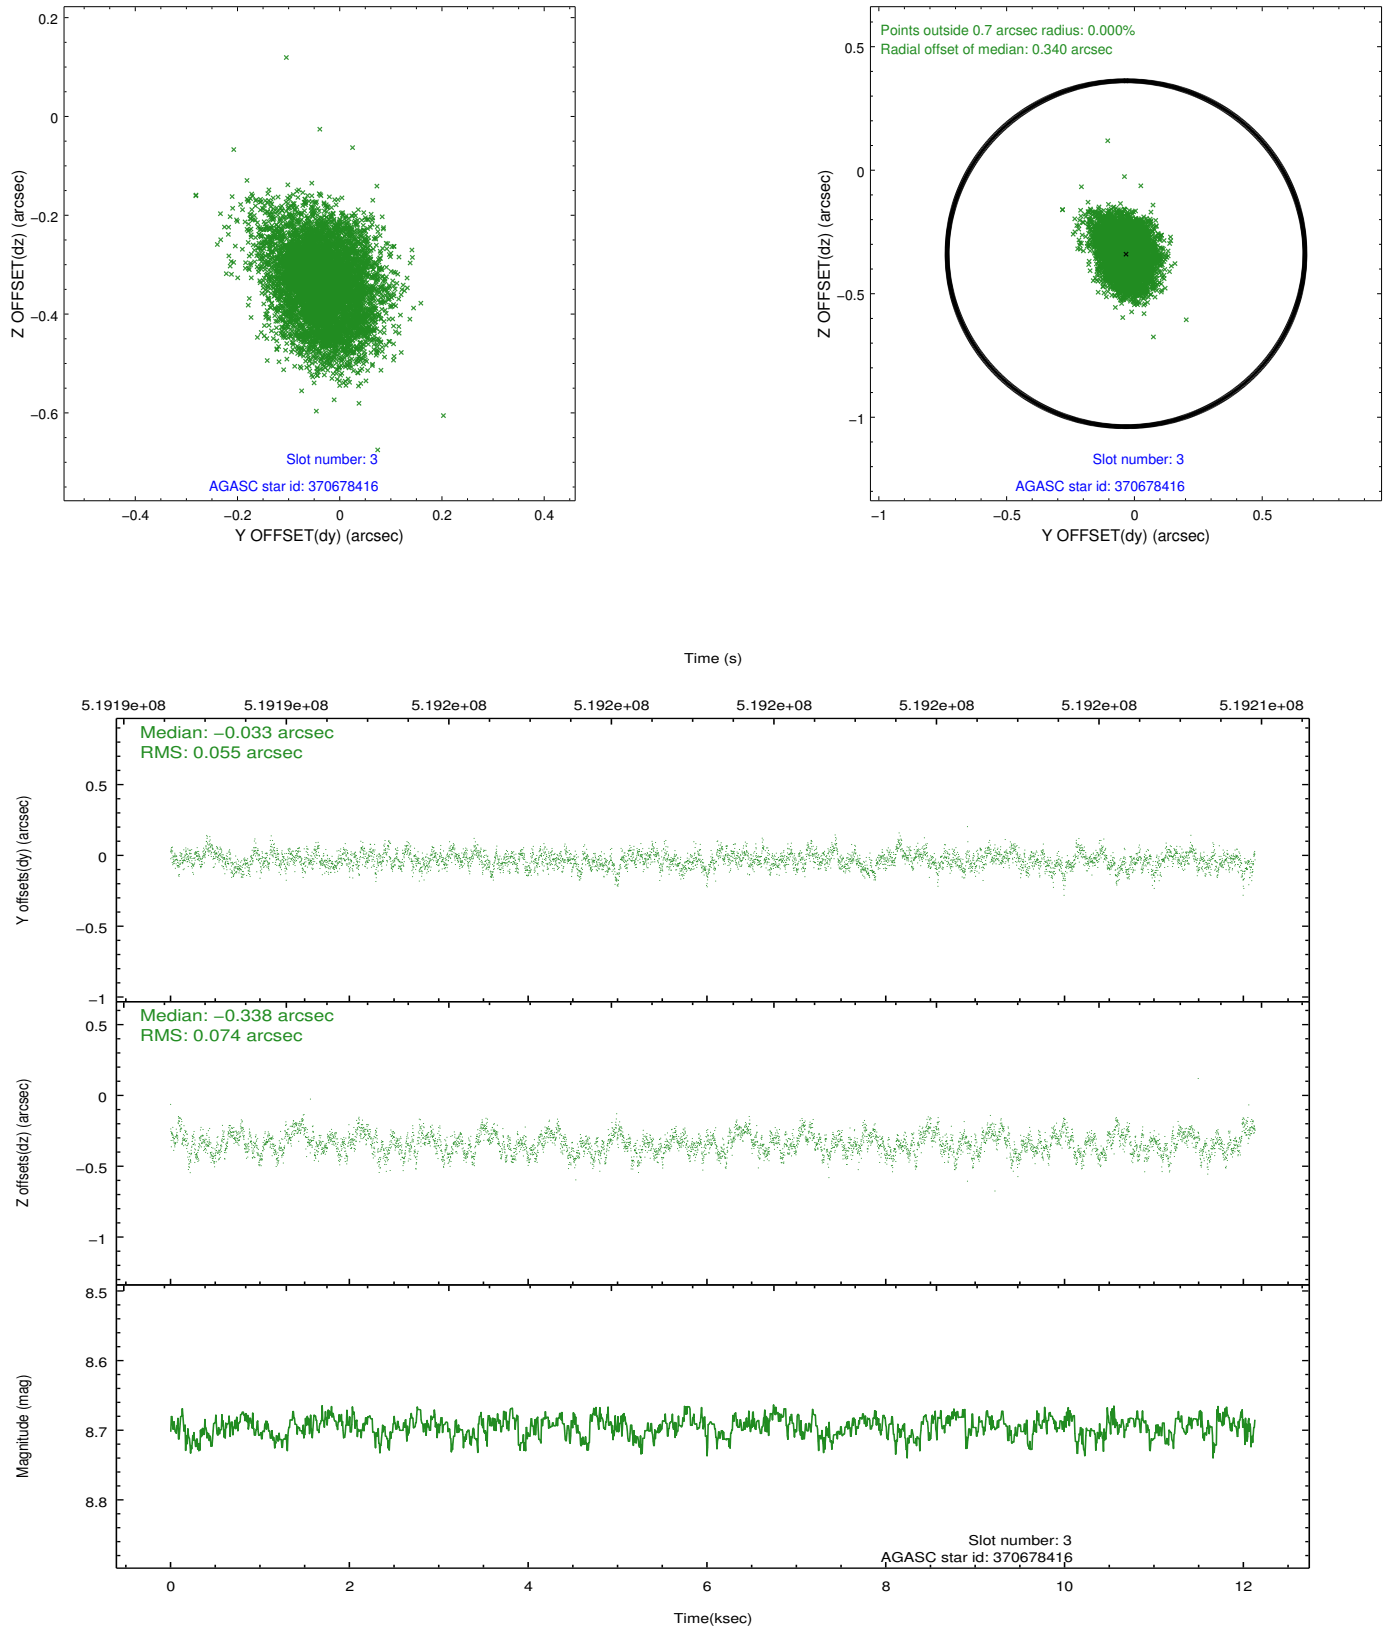 0.2
0
−0.2
−0.4
−0.6
Z OFFSET(dz) (arcsec)
Slot number: 3
AGASC star id: 370678416
−0.4 −0.2 0 0.2 0.4
Y OFFSET(dy) (arcsec)
Points outside 0.7 arcsec radius: 0.000%
Radial offset of median: 0.340 arcsec
0.5
0
−0.5
−1
Z OFFSET(dz) (arcsec)
Slot number: 3
AGASC star id: 370678416
−1 −0.5 0 0.5
Y OFFSET(dy) (arcsec)
Time (s)
5.1919e+08 5.1919e+08 5.192e+08 5.192e+08 5.192e+08 5.192e+08 5.192e+08 5.1921e+08
Median: −0.033 arcsec
RMS: 0.055 arcsec
0.5
0
−0.5
−1
Y offsets(dy) (arcsec)
Median: −0.338 arcsec
RMS: 0.074 arcsec
0.5
0
−0.5
−1
Z offsets(dz) (arcsec)
8.5
8.6
8.7
8.8
Magnitude (mag)
Slot number: 3
AGASC star id: 370678416
0 2 4 6 8 10 12
Time(ksec)